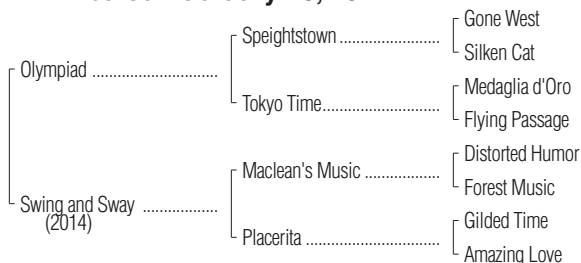 Gone West
Speightstown
Silken Cat
Olympiad
Medaglia d'Oro
Tokyo Time
Flying Passage
Distorted Humor
Maclean's Music
Forest Music
Swing and Sway
(2014)
Gilded Time
Placerita
Amazing Love